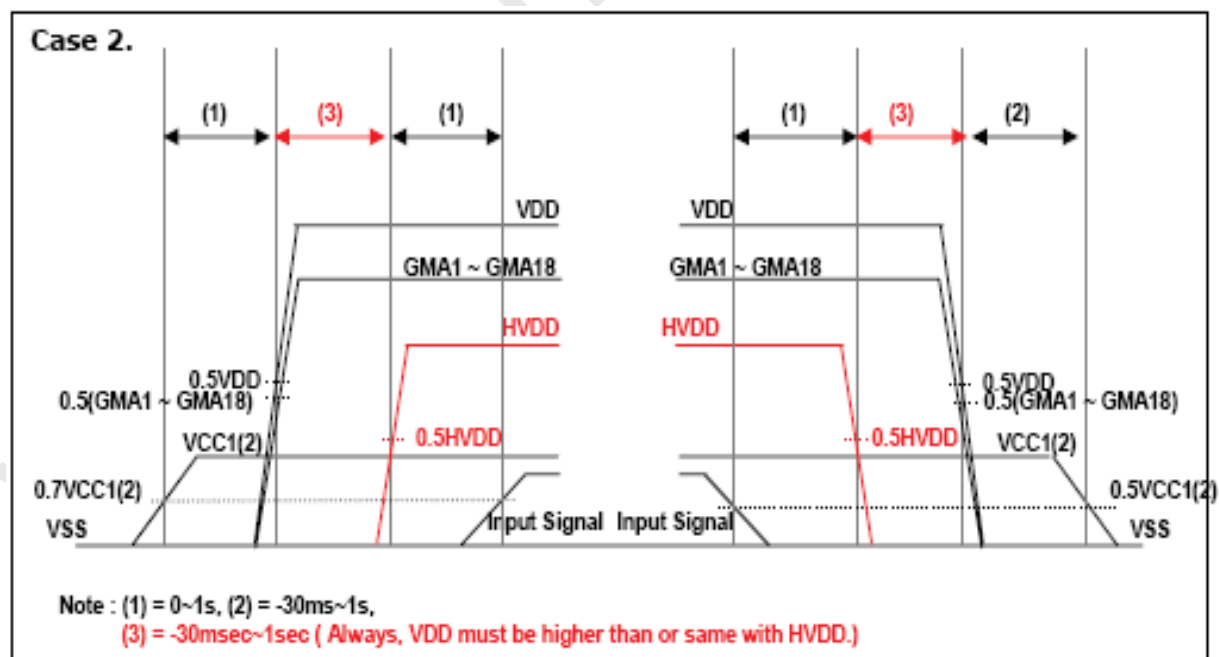 Case 2.
(1) (3) (1) (1) (3) (2)
VDD VDD
GMA1 ~ GMA18 GMA1 ~ GMA18
HVDD HVDD
0.5VDD 0.5VDD
0.5(GMA1 ~ GMA18) 0.5(GMA1 ~ GMA18)
VCC1(2) 0.5HVDD 0.5HVDD VCC1(2)
0.7VCC1(2) 0.5VCC1(2)
VSS Input Signal Input Signal VSS
Note : (1) = 0~1s, (2) = -30ms~1s,
(3) = -30msec~1sec ( Always, VDD must be higher than or same with HVDD.)